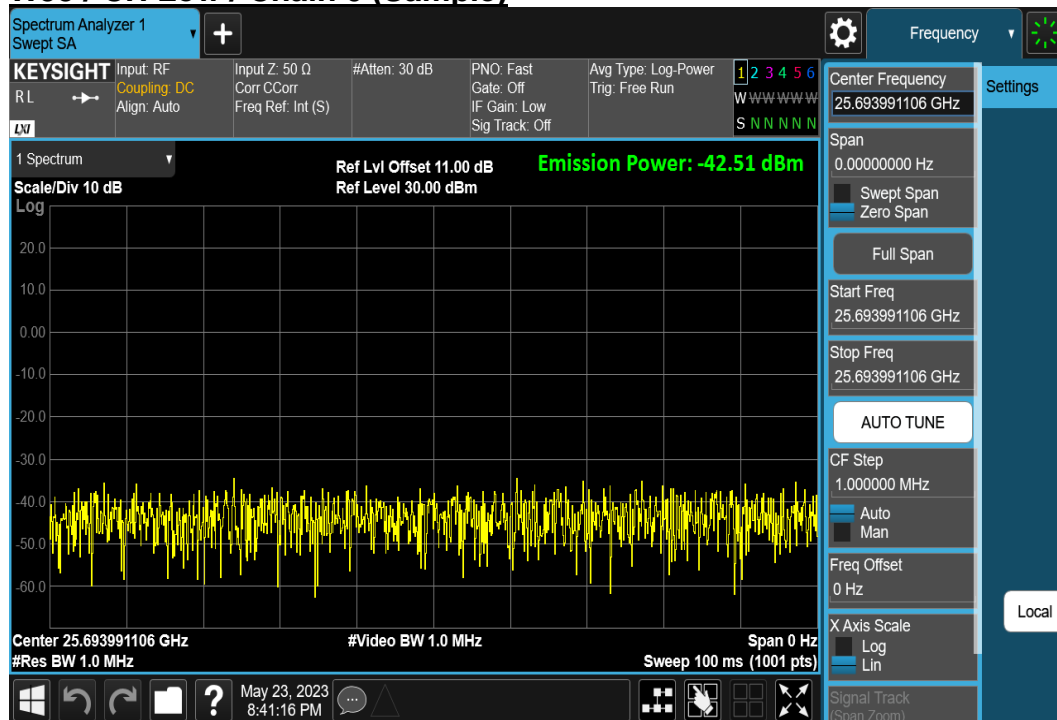 Spectrum Analyzer 1
Swept SA
Frequency
KEYSIGHT
Input: RF
Coupling: DC
Align: Auto
Input Z: 50 Ω
Corr CCorr
Freq Ref: Int (S)
#Atten: 30 dB
PNO: Fast
Gate: Off
IF Gain: Low
Sig Track: Off
Avg Type: Log-Power
Trig: Free Run
1 2 3 4 5 6
W W W W W W
S N N N N N
R L
LXI
Center Frequency
25.693991106 GHz
Settings
Span
0.00000000 Hz
Swept Span
Zero Span
Full Span
Start Freq
25.693991106 GHz
Stop Freq
25.693991106 GHz
AUTO TUNE
CF Step
1.000000 MHz
Auto
Man
Freq Offset
0 Hz
X Axis Scale
Log
Lin
Signal Track
(Span Zoom)
Local
1 Spectrum
Scale/Div 10 dB
Log
Ref Lvl Offset 11.00 dB
Ref Level 30.00 dBm
Emission Power: -42.51 dBm
20.0
10.0
0.00
-10.0
-20.0
-30.0
-40.0
-50.0
-60.0
Center 25.693991106 GHz
#Video BW 1.0 MHz
Span 0 Hz
#Res BW 1.0 MHz
Sweep 100 ms (1001 pts)
?
May 23, 2023
8:41:16 PM